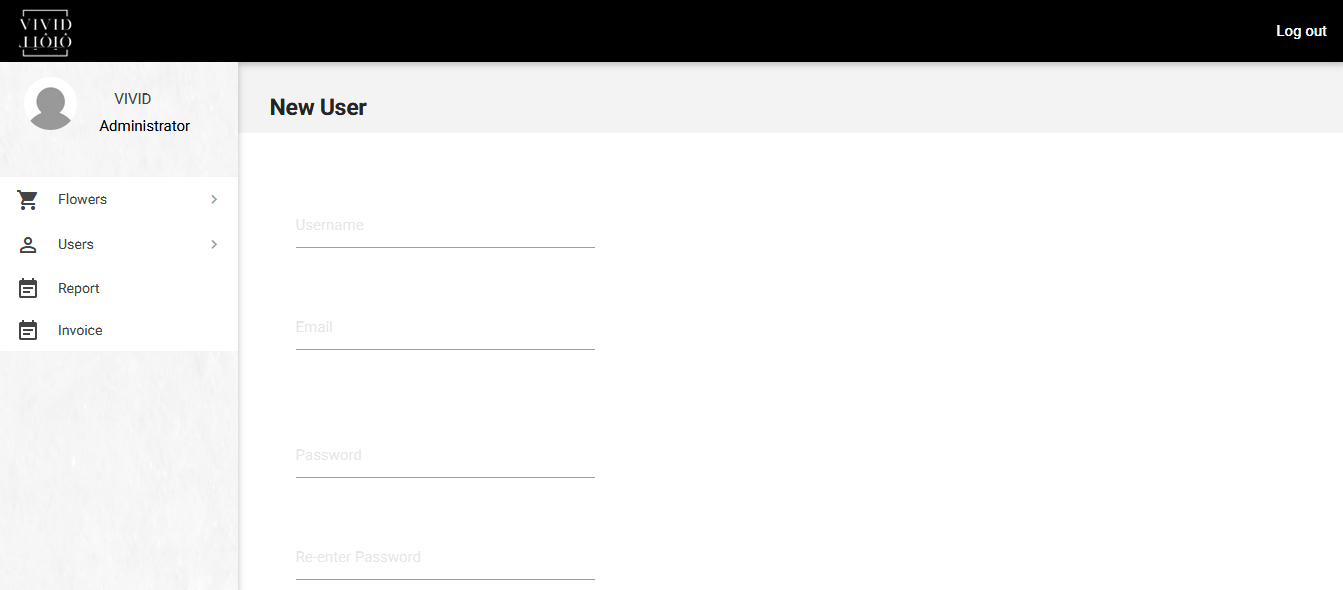 VIVID
Log out
VIVID
Administrator
New User
Flowers
Users
Report
Invoice
Username
Email
Password
Re-enter Password